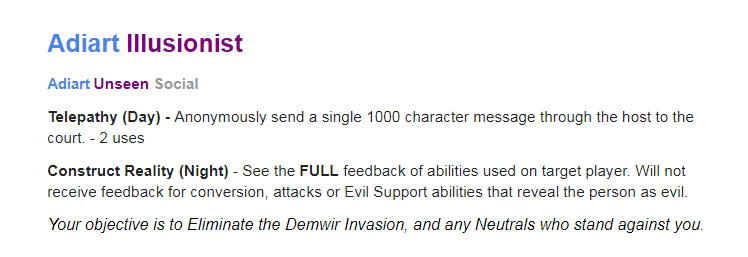 Adiart Illusionist
Adiart Unseen Social
Telepathy (Day) - Anonymously send a single 1000 character message through the host to the
court. - 2 uses
Construct Reality (Night) - See the FULL feedback of abilities used on target player. Will not
receive feedback for conversion, attacks or Evil Support abilities that reveal the person as evil.
Your objective is to Eliminate the Demwir Invasion, and any Neutrals who stand against you.